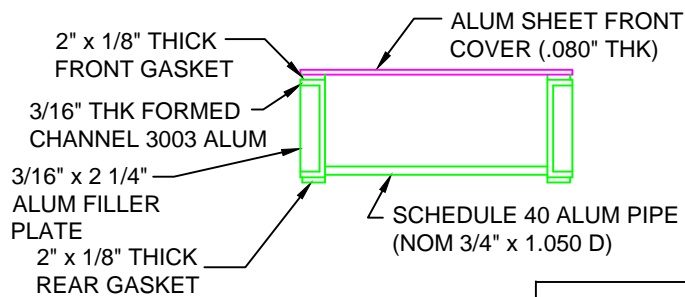 ALUM SHEET FRONT
COVER (.080" THK)
2" x 1/8" THICK
FRONT GASKET
3/16" THK FORMED
CHANNEL 3003 ALUM
3/16" x 2 1/4"
ALUM FILLER
PLATE
2" x 1/8" THICK
REAR GASKET
SCHEDULE 40 ALUM PIPE
(NOM 3/4" x 1.050 D)